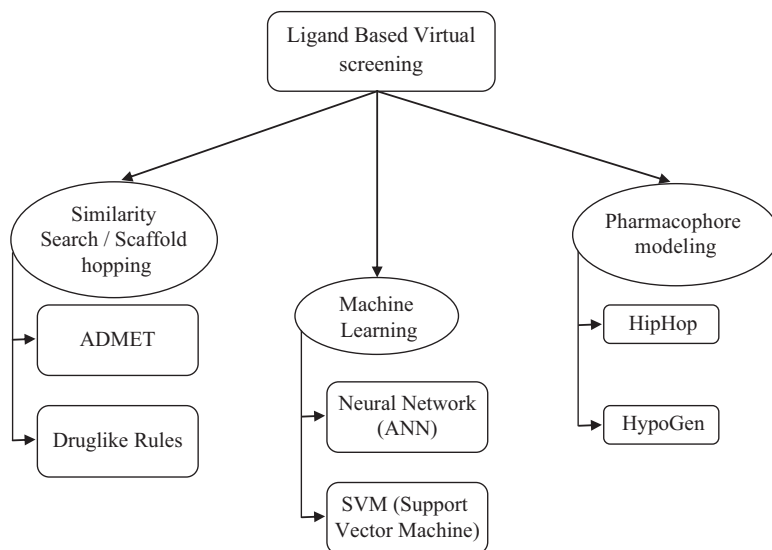 Ligand Based Virtual
screening
Similarity
Search / Scaffold
hopping
ADMET
Druglike Rules
Machine
Learning
Neural Network
(ANN)
SVM (Support
Vector Machine)
Pharmacophore
modeling
HipHop
HypoGen